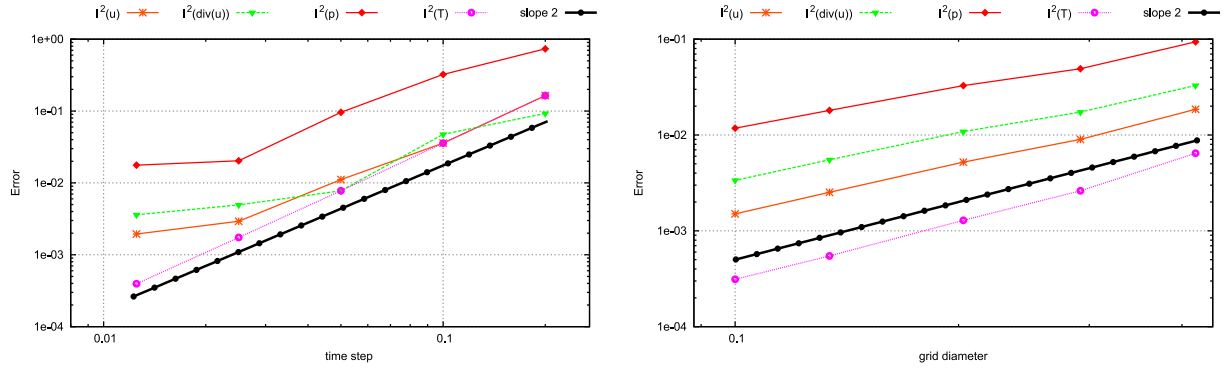 l²(u) l²(div(u)) l²(p) l²(T) slope 2
1e+00
1e-01
1e-02
1e-03
1e-04
Error
0.01 0.1
time step
l²(u) l²(div(u)) l²(p) l²(T) slope 2
1e-01
1e-02
1e-03
1e-04
Error
0.1
grid diameter